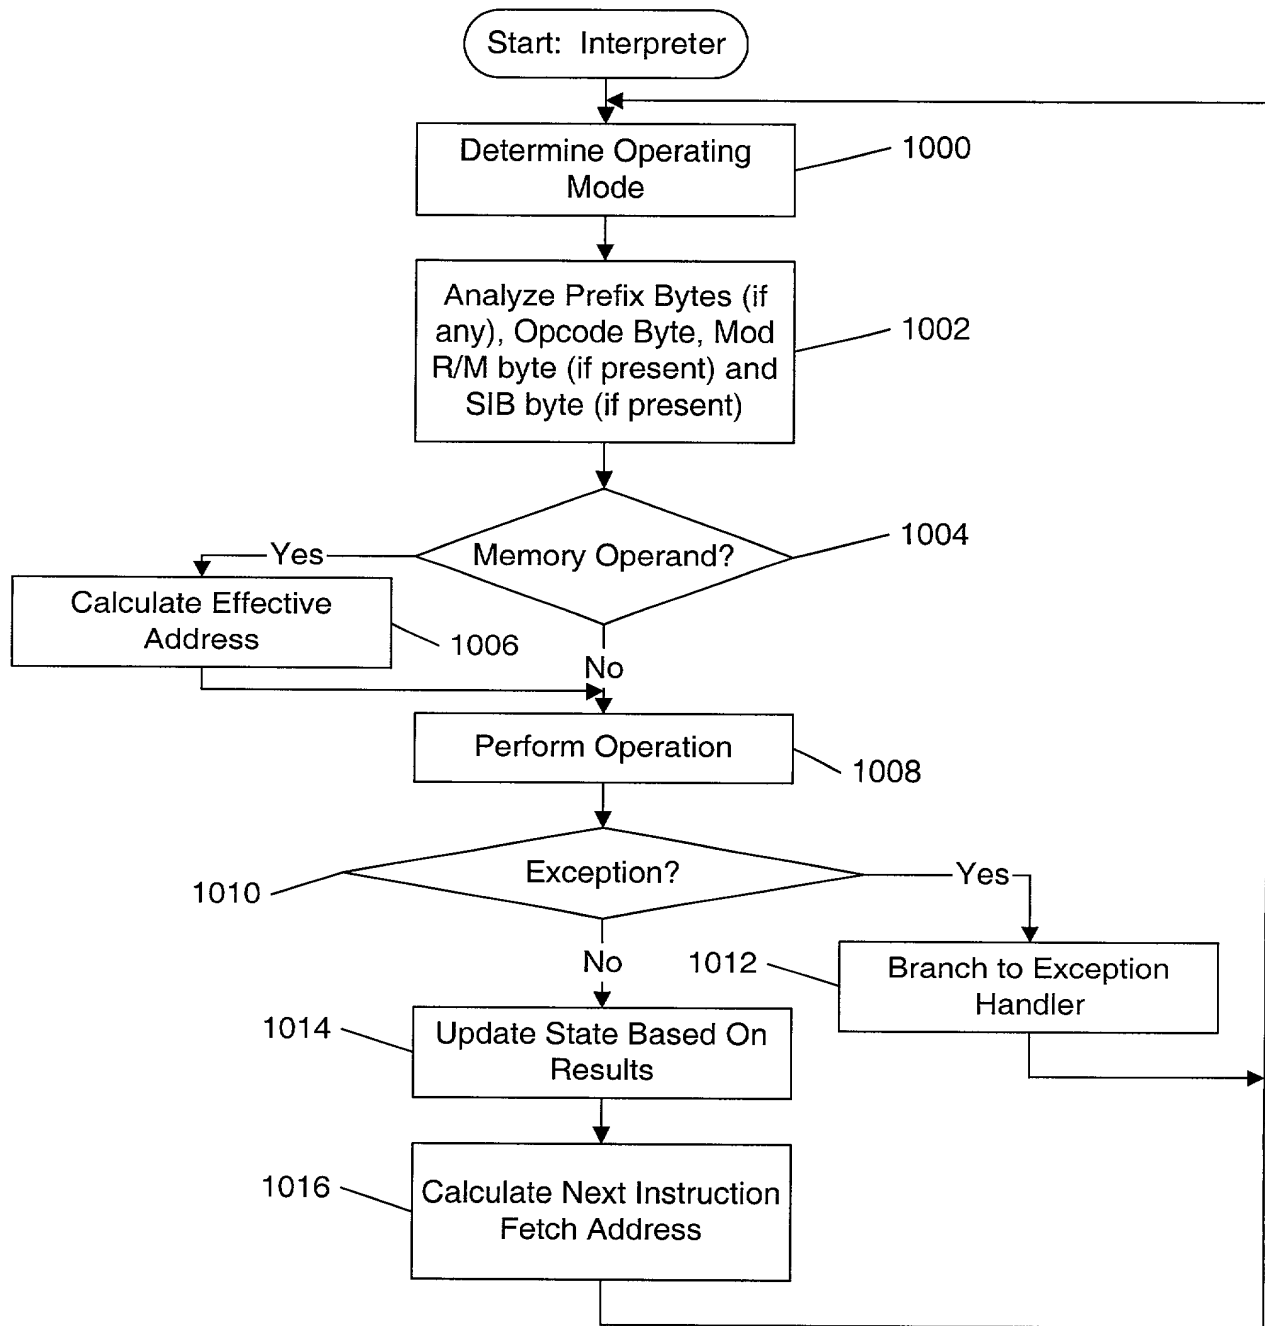 Start: Interpreter
Determine Operating
Mode
1000
Analyze Prefix Bytes (if
any), Opcode Byte, Mod
R/M byte (if present) and
SIB byte (if present)
1002
Memory Operand?
1004
Yes
Calculate Effective
Address
1006
No
Perform Operation
1008
Exception?
1010
Yes
No
1012
Branch to Exception
Handler
1014
Update State Based On
Results
1016
Calculate Next Instruction
Fetch Address